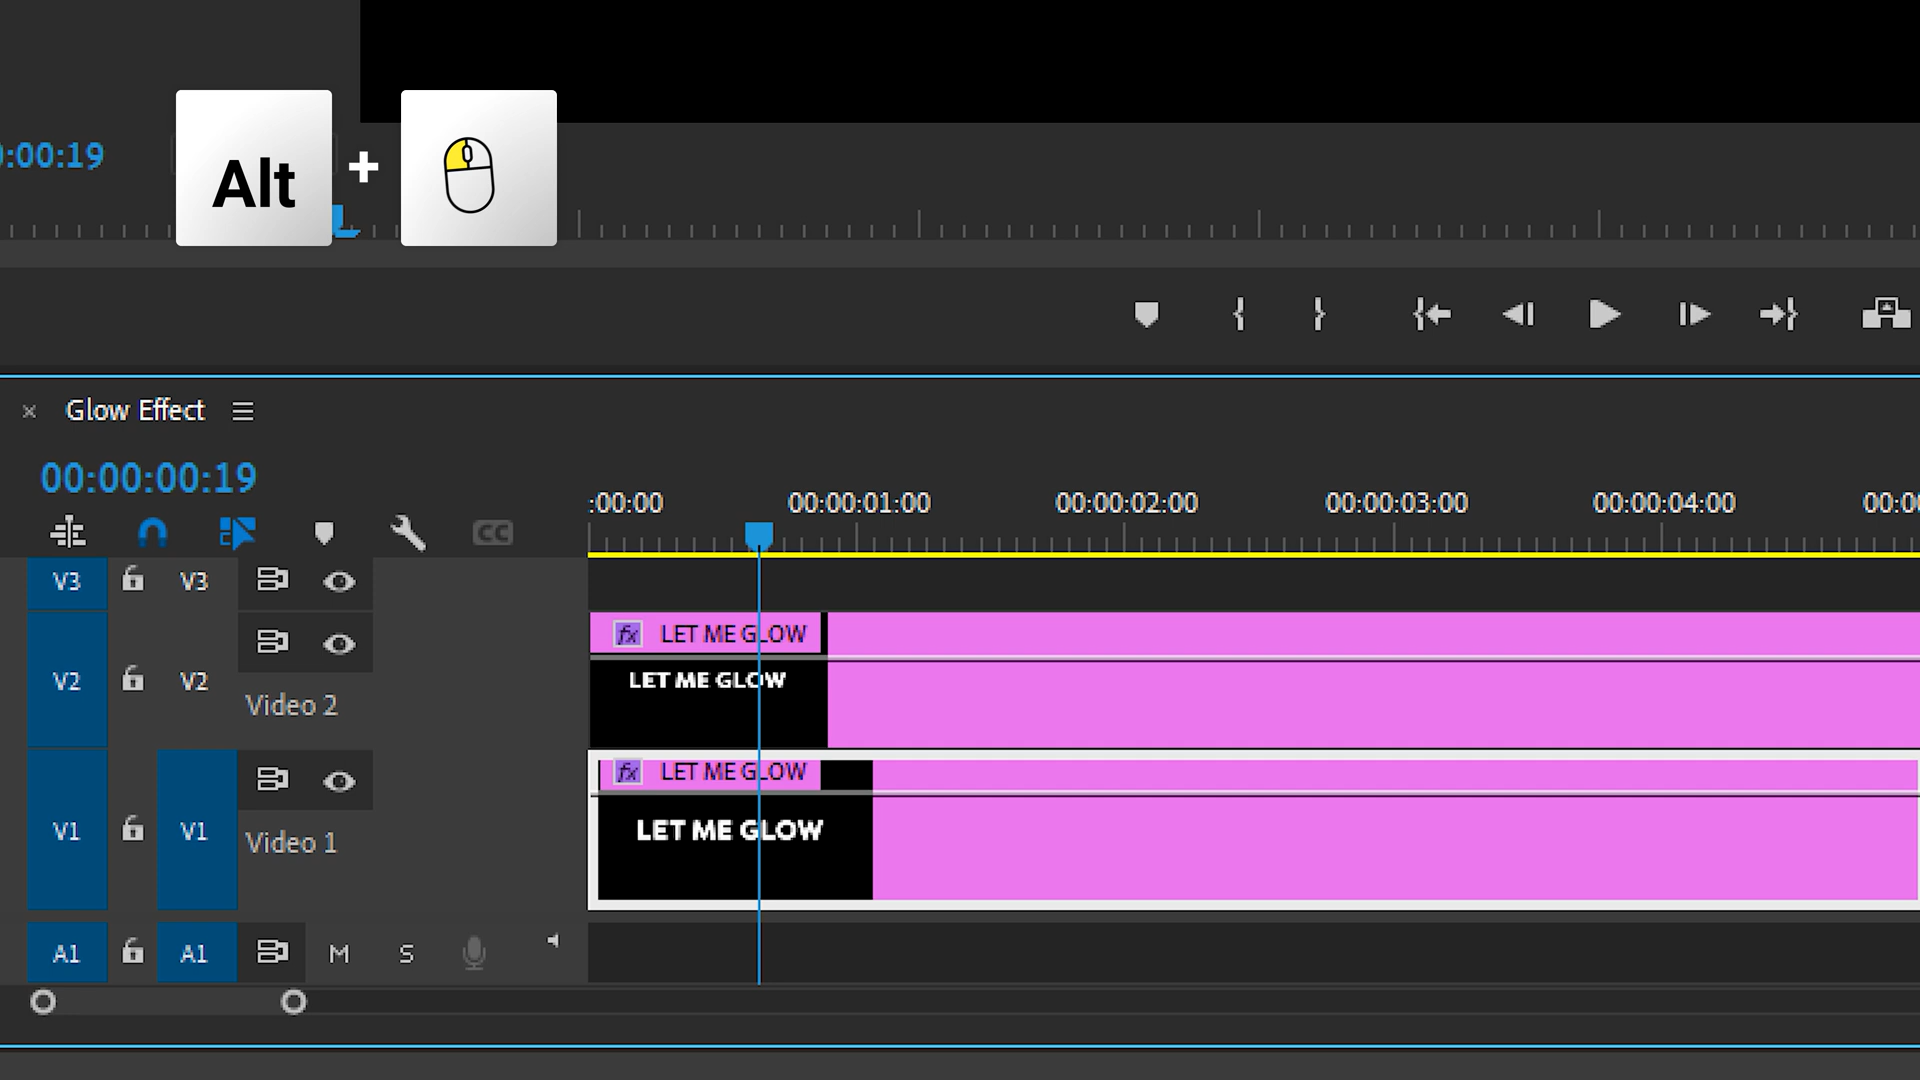 :00:19
Alt +
Glow Effect
00:00:00:19
:00:00 00:00:01:00 00:00:02:00 00:00:03:00 00:00:04:00 00:0
CC
V3 V3
fx LET ME GLOW
LET ME GLOW
V2 V2
Video 2
fx LET ME GLOW
LET ME GLOW
V1 V1
Video 1
A1 A1 M S